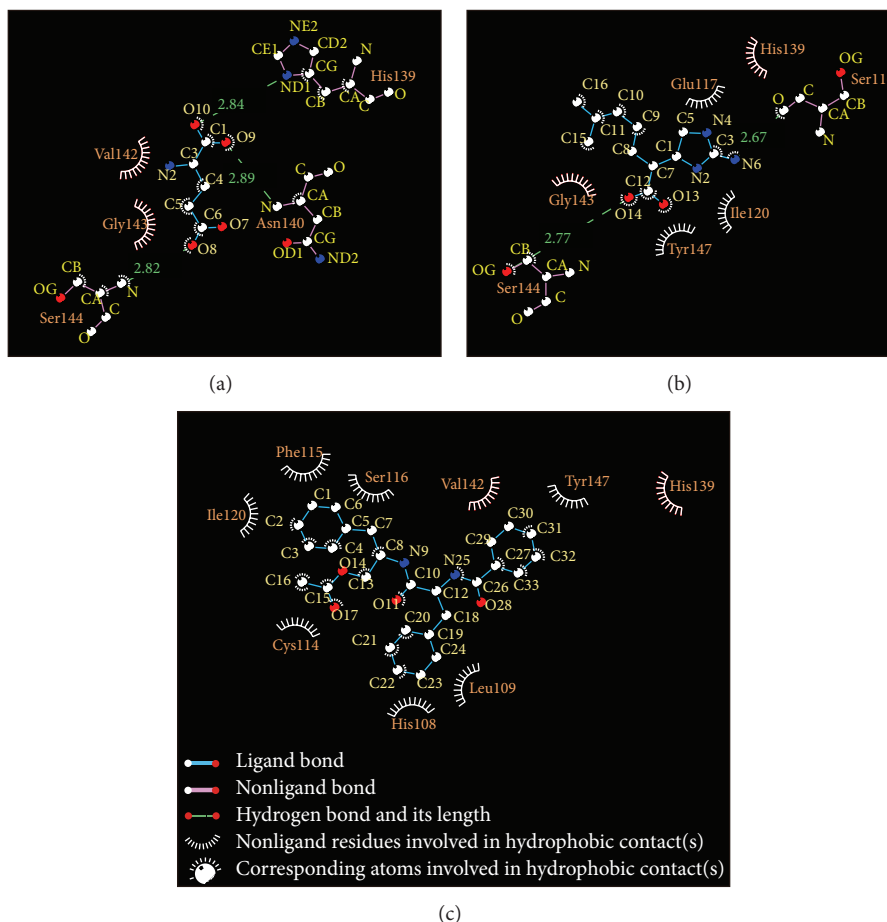 NE2
CE1
CD2
N
CG
ND1
His139
2.84
CB
CA
O
O10
C1
O9
Val142
C3
N2
2.89
C4
O
C
CA
C5
N
C6
Asn140
CB
Gly143
O7
CG
O8
OD1
ND2
CB
2.82
N
OG
CA
C
Ser144
O
(a)
OG
His139
Ser11
C16
Glu117
C
C10
O
CB
C9
CA
C5
N4
C15
C11
C3
2.67
N
C8
C1
N6
C7
N2
C12
Gly143
O13
O14
Ile120
2.77
Tyr147
CB
OG
CA
N
Ser144
C
O
(b)
Phe115
Ser116
Val142
Tyr147
His139
C1
C6
C30
Ile120
C2
C5
C7
C29
C31
C3
C4
C8
N9
N25
C27
C32
O14
C10
C16
C13
C26
C33
C15
O11
C12
O17
O28
C20
C18
Cys114
C21
C19
C24
C22
C23
Leu109
His108
Ligand bond
Nonligand bond
Hydrogen bond and its length
Nonligand residues involved in hydrophobic contact(s)
Corresponding atoms involved in hydrophobic contact(s)
(c)